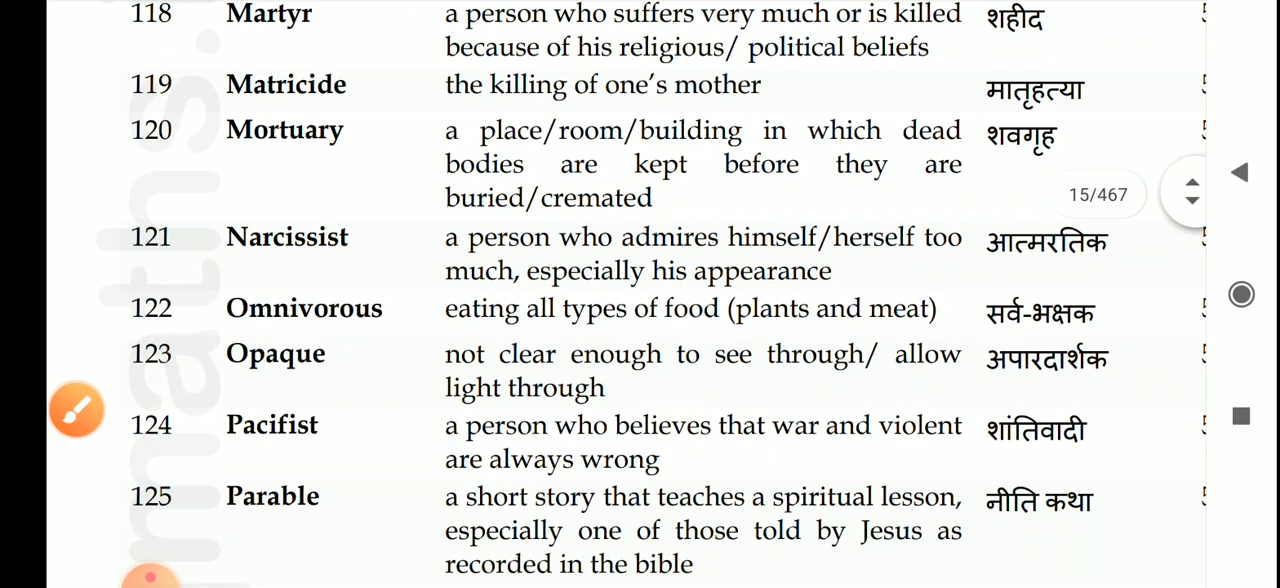 118 Martyr a person who suffers very much or is killed शहीद
because of his religious/ political beliefs
119 Matricide the killing of one's mother मातृहत्या
120 Mortuary a place/room/building in which dead शवगृह
bodies are kept before they are
buried/cremated
15/467
121 Narcissist a person who admires himself/herself too आत्मरतिक
much, especially his appearance
122 Omnivorous eating all types of food (plants and meat) सर्व-भक्षक
123 Opaque not clear enough to see through/ allow अपारदार्शक
light through
124 Pacifist a person who believes that war and violent शांतिवादी
are always wrong
125 Parable a short story that teaches a spiritual lesson, नीति कथा
especially one of those told by Jesus as
recorded in the bible
maths.